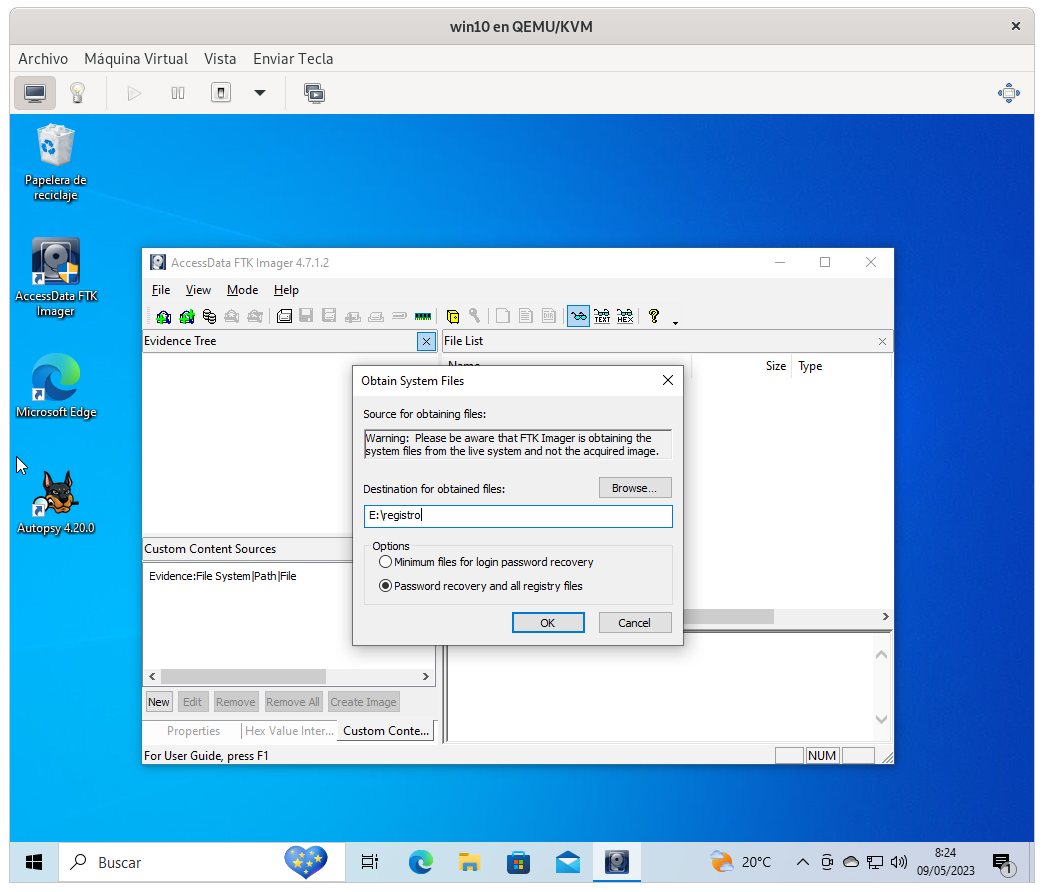 win10 en QEMU/KVM
Archivo Máquina Virtual Vista Enviar Tecla
Papelera de
reciclaje
AccessData FTK
Imager
Microsoft Edge
Autopsy 4.20.0
AccessData FTK Imager 4.7.1.2
File View Mode Help
TEXT HEX
Evidence Tree
File List
Name Size Type
Obtain System Files
Source for obtaining files:
Warning: Please be aware that FTK Imager is obtaining the
system files from the live system and not the acquired image.
Destination for obtained files:
Browse...
E:\registro
Options
Minimum files for login password recovery
Password recovery and all registry files
OK Cancel
Custom Content Sources
Evidence:File System|Path|File
New Edit Remove Remove All Create Image
Properties Hex Value Inter... Custom Conte...
For User Guide, press F1
NUM
Buscar
20°C
8:24
09/05/2023
1